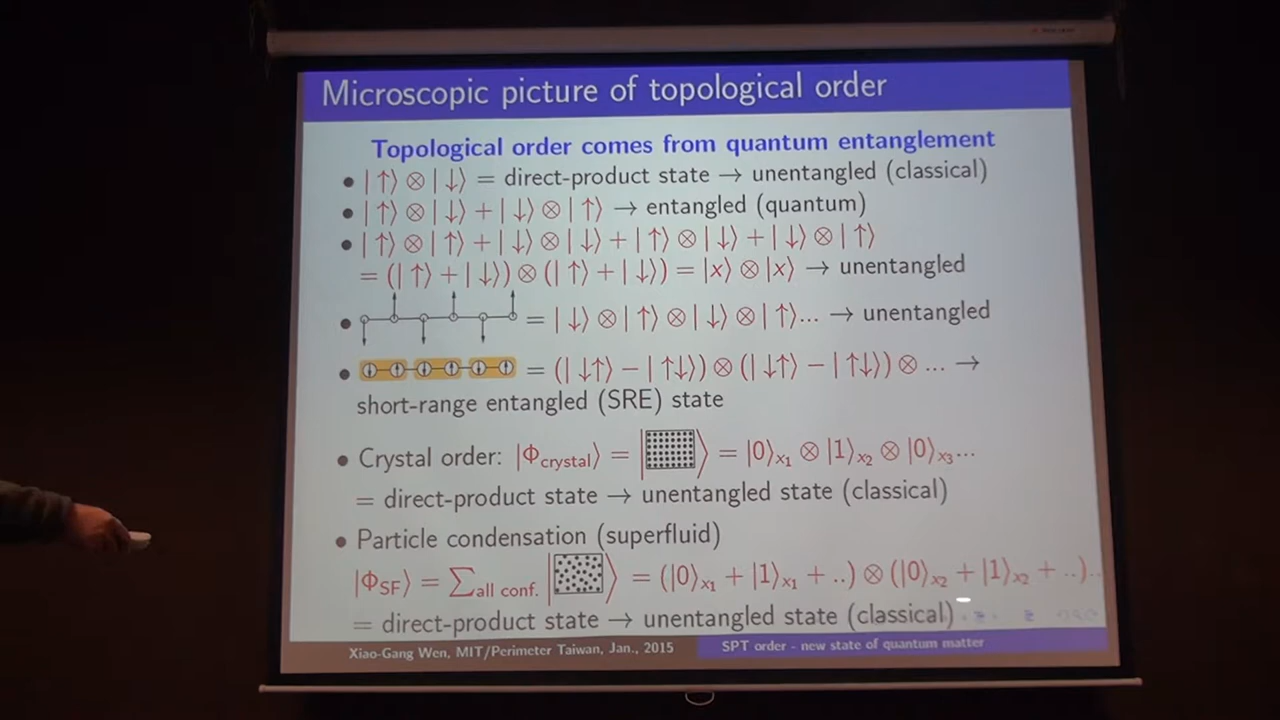 Microscopic picture of topological order
Topological order comes from quantum entanglement
• |↑⟩ ⊗ |↓⟩ = direct-product state → unentangled (classical)
• |↑⟩ ⊗ |↓⟩ + |↓⟩ ⊗ |↑⟩ → entangled (quantum)
• |↑⟩ ⊗ |↑⟩ + |↓⟩ ⊗ |↓⟩ + |↑⟩ ⊗ |↓⟩ + |↓⟩ ⊗ |↑⟩
= (|↑⟩ + |↓⟩) ⊗ (|↑⟩ + |↓⟩) = |x⟩ ⊗ |x⟩ → unentangled
• = |↓⟩ ⊗ |↑⟩ ⊗ |↓⟩ ⊗ |↑⟩... → unentangled
• = (|↓↑⟩ − |↑↓⟩) ⊗ (|↓↑⟩ − |↑↓⟩) ⊗ ... →
short-range entangled (SRE) state
• Crystal order: |Φcrystal⟩ = | ⟩ = |0⟩x₁ ⊗ |1⟩x₂ ⊗ |0⟩x₃...
= direct-product state → unentangled state (classical)
• Particle condensation (superfluid)
|ΦSF⟩ = ∑all conf. | ⟩ = (|0⟩x₁ + |1⟩x₁ + ..) ⊗ (|0⟩x₂ + |1⟩x₂ + ..)...
= direct-product state → unentangled state (classical)
Xiao-Gang Wen, MIT/Perimeter Taiwan, Jan., 2015 SPT order - new state of quantum matter